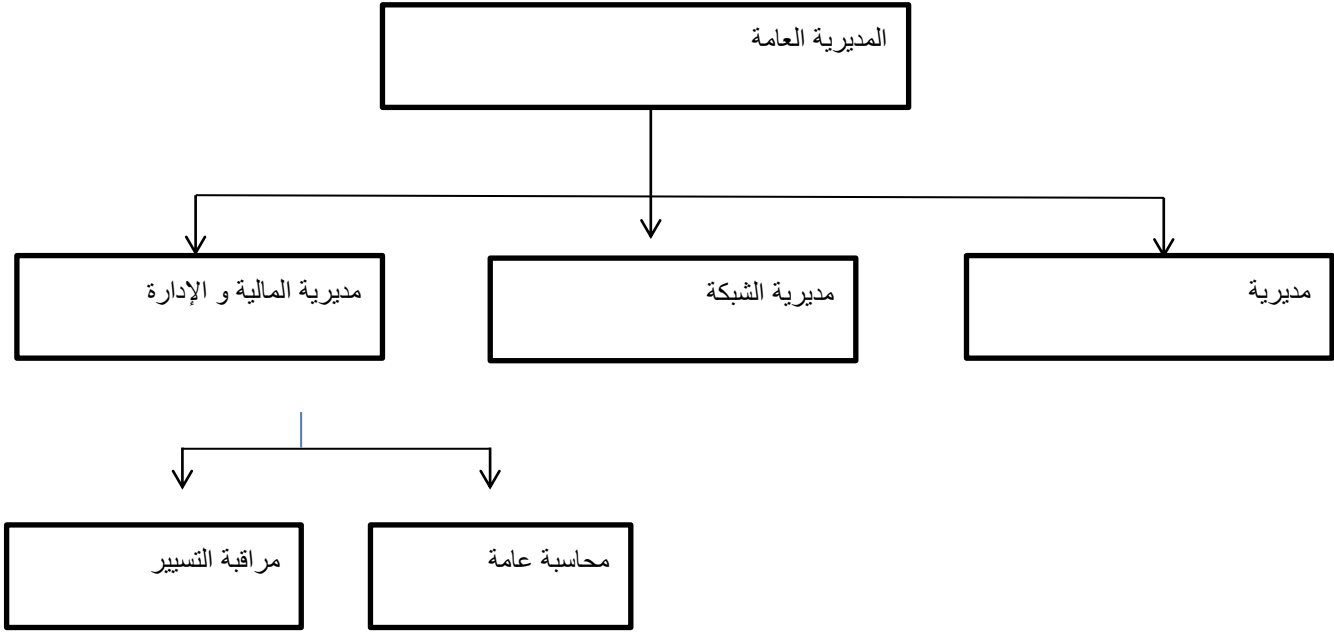 المديرية العامة
مديرية
مديرية الشبكة
مديرية المالية و الإدارة
محاسبة عامة
مراقبة التسيير